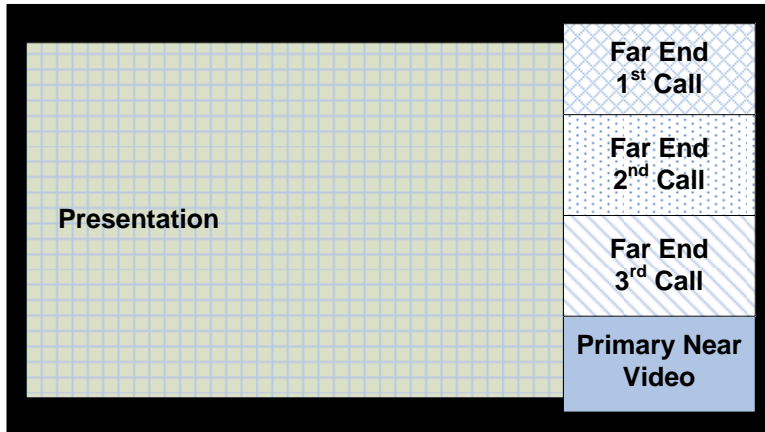 Presentation
Far End
1st Call
Far End
2nd Call
Far End
3rd Call
Primary Near
Video